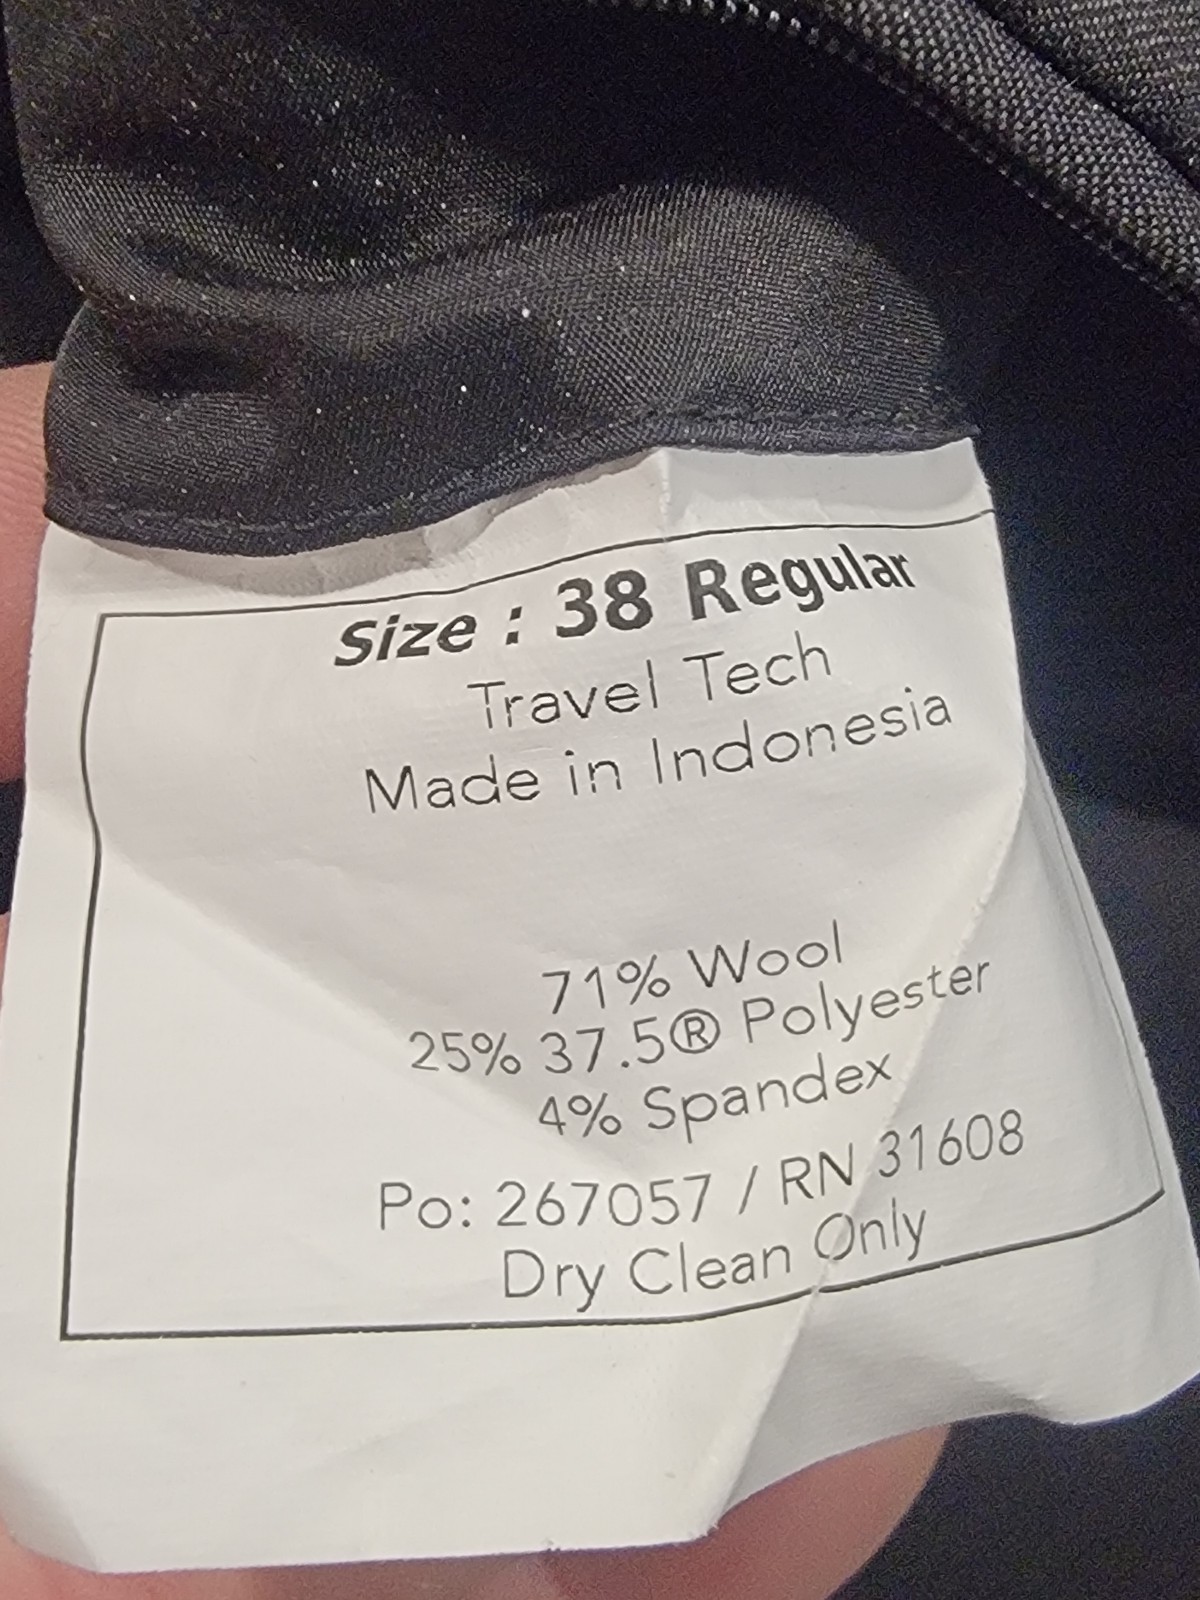 Size : 38 Regular
Travel Tech
Made in Indonesia
71% Wool
25% 37.5® Polyester
4% Spandex
Po: 267057 / RN 31608
Dry Clean Only